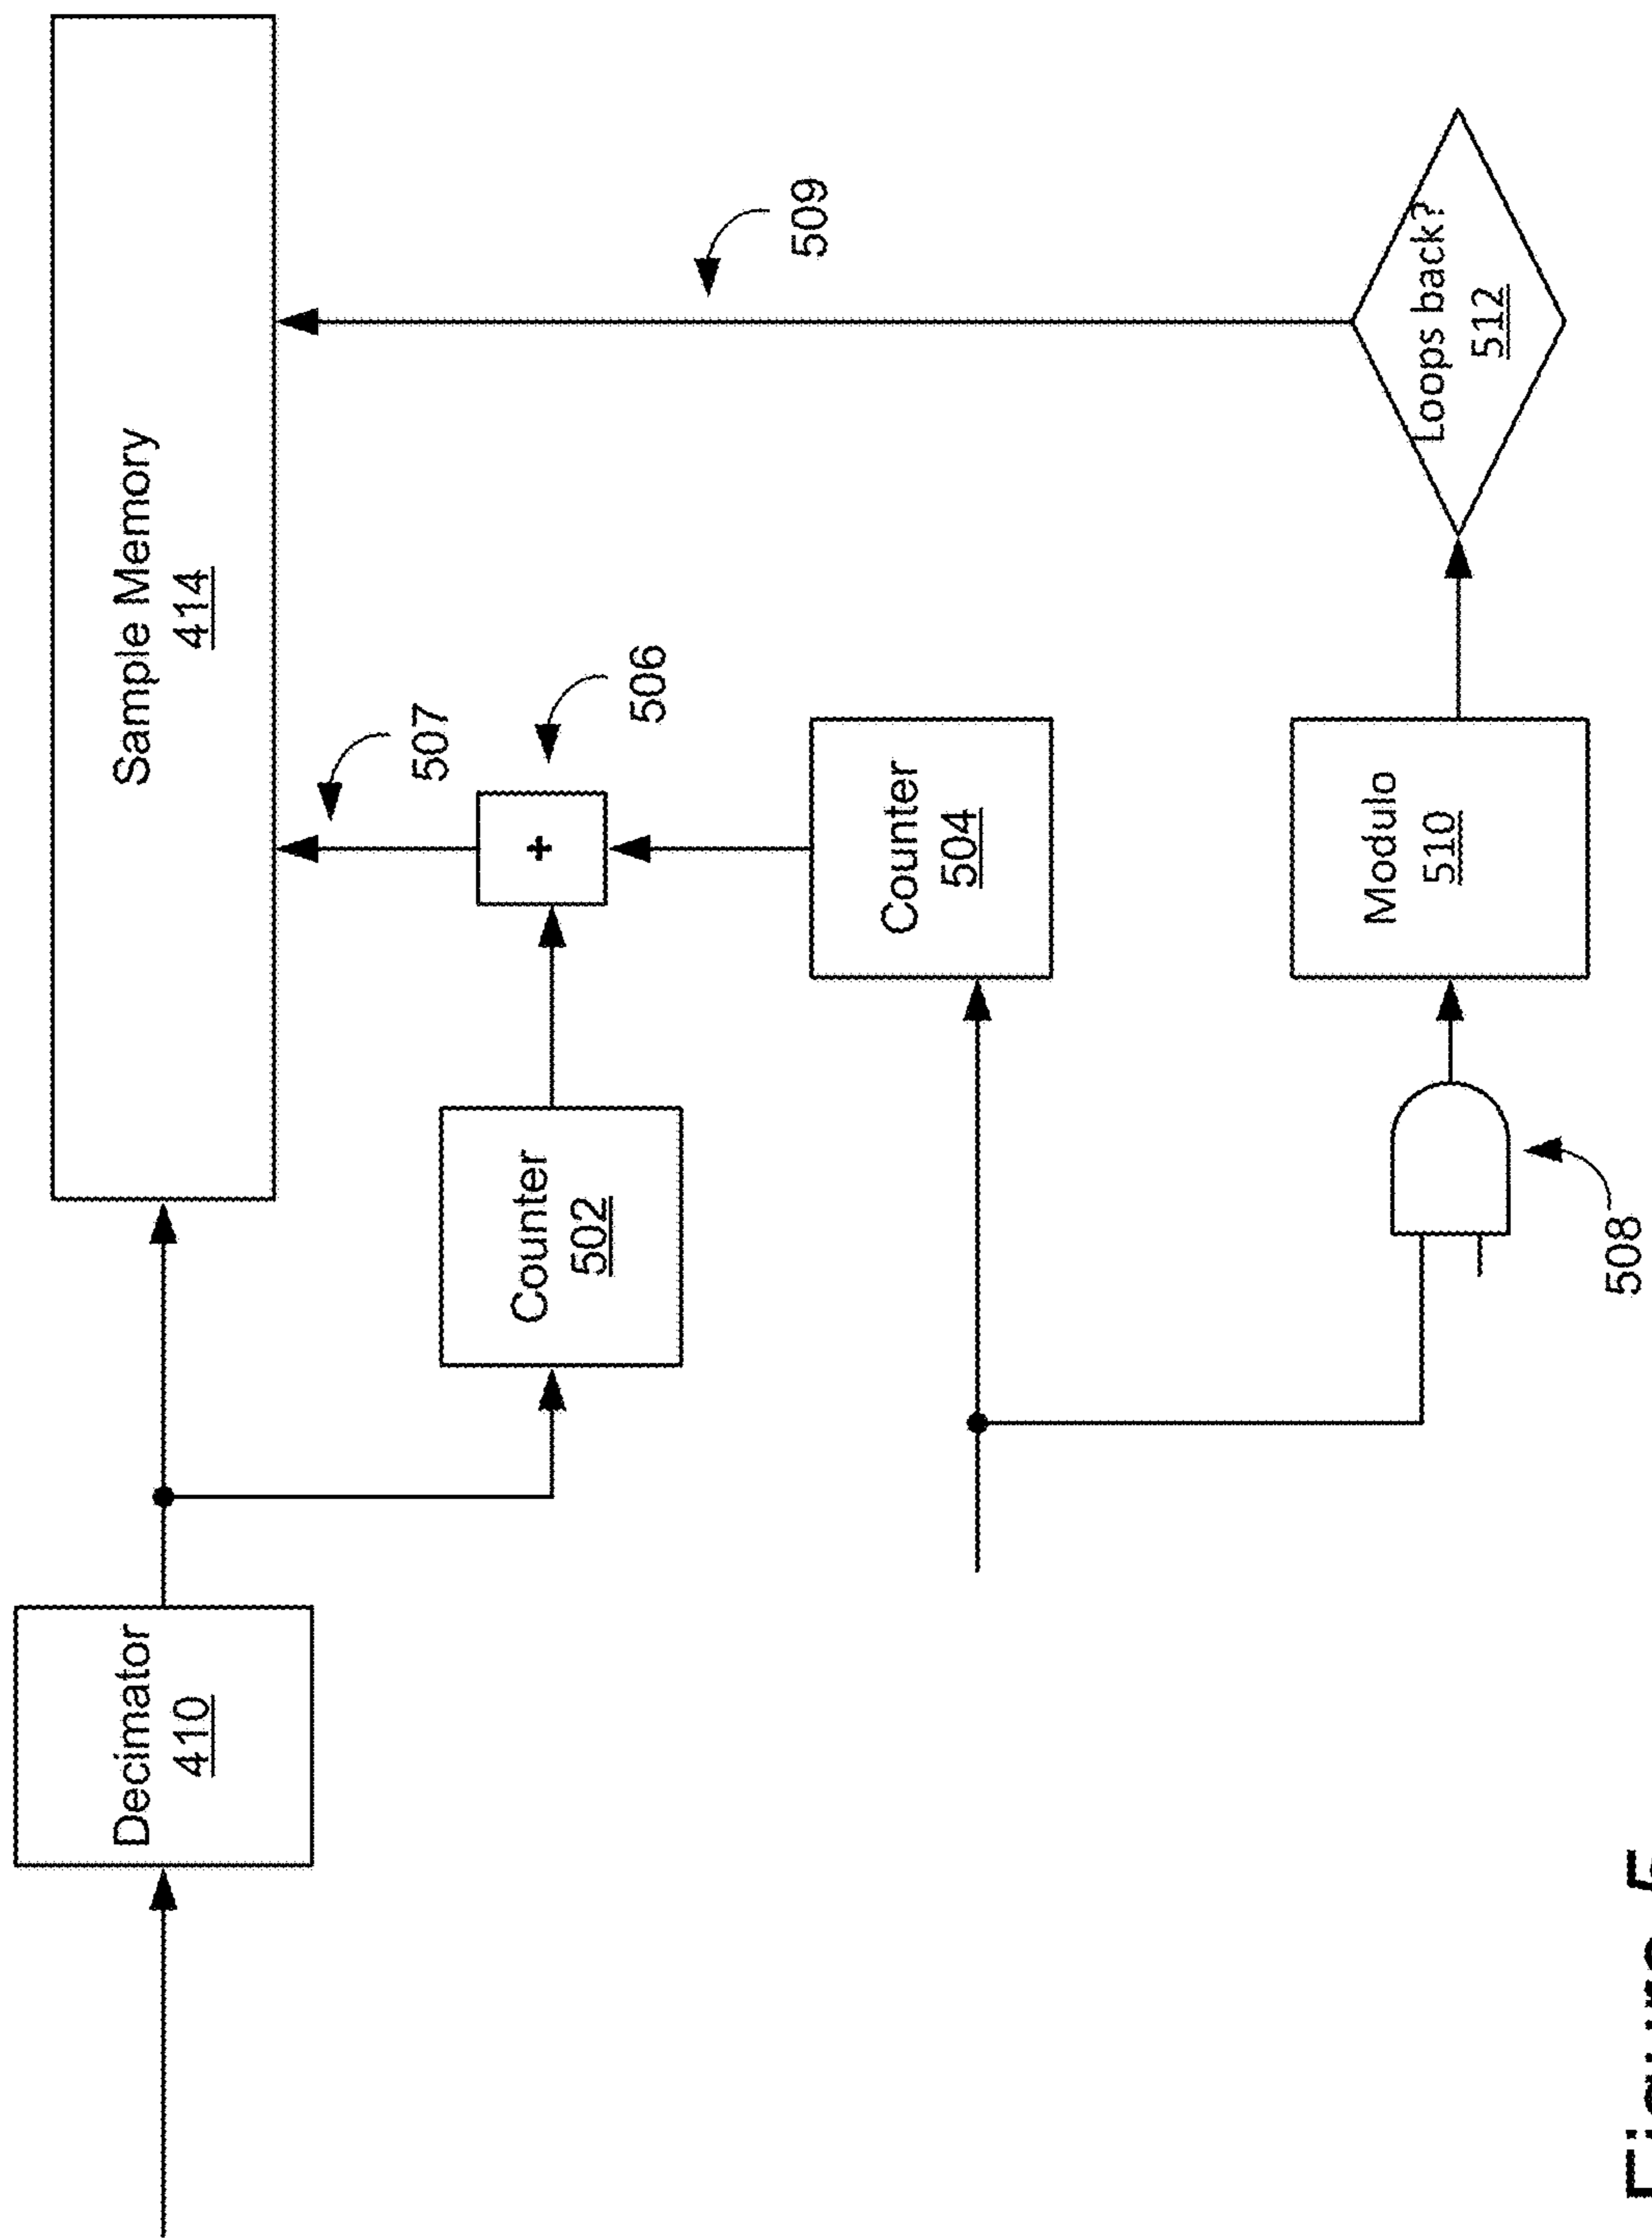 Decimator
410
Sample Memory
414
Counter
502
+
507
506
Counter
504
509
508
Modulo
510
Loops back?
512
Figure 5